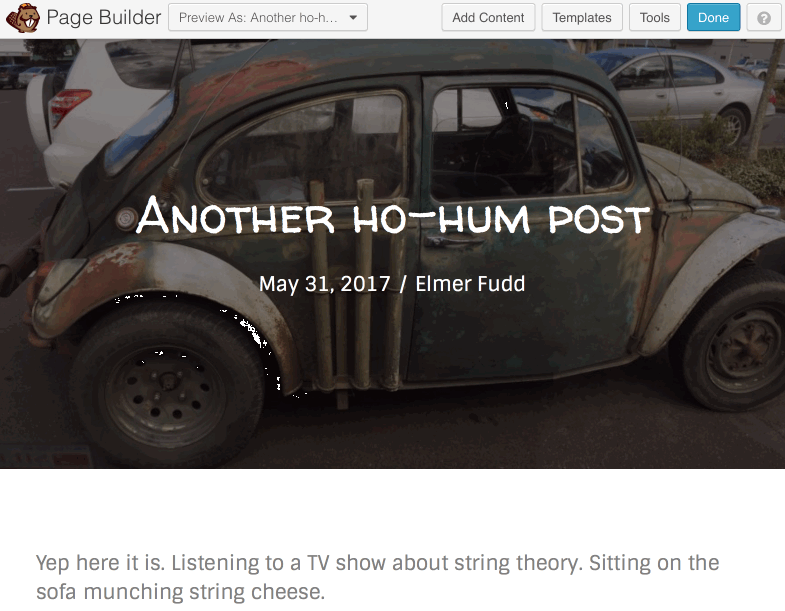 Page Builder
Preview As: Another ho-h...
Add Content
Templates
Tools
Done
?
Another ho-hum post
May 31, 2017 / Elmer Fudd
Yep here it is. Listening to a TV show about string theory. Sitting on the
sofa munching string cheese.